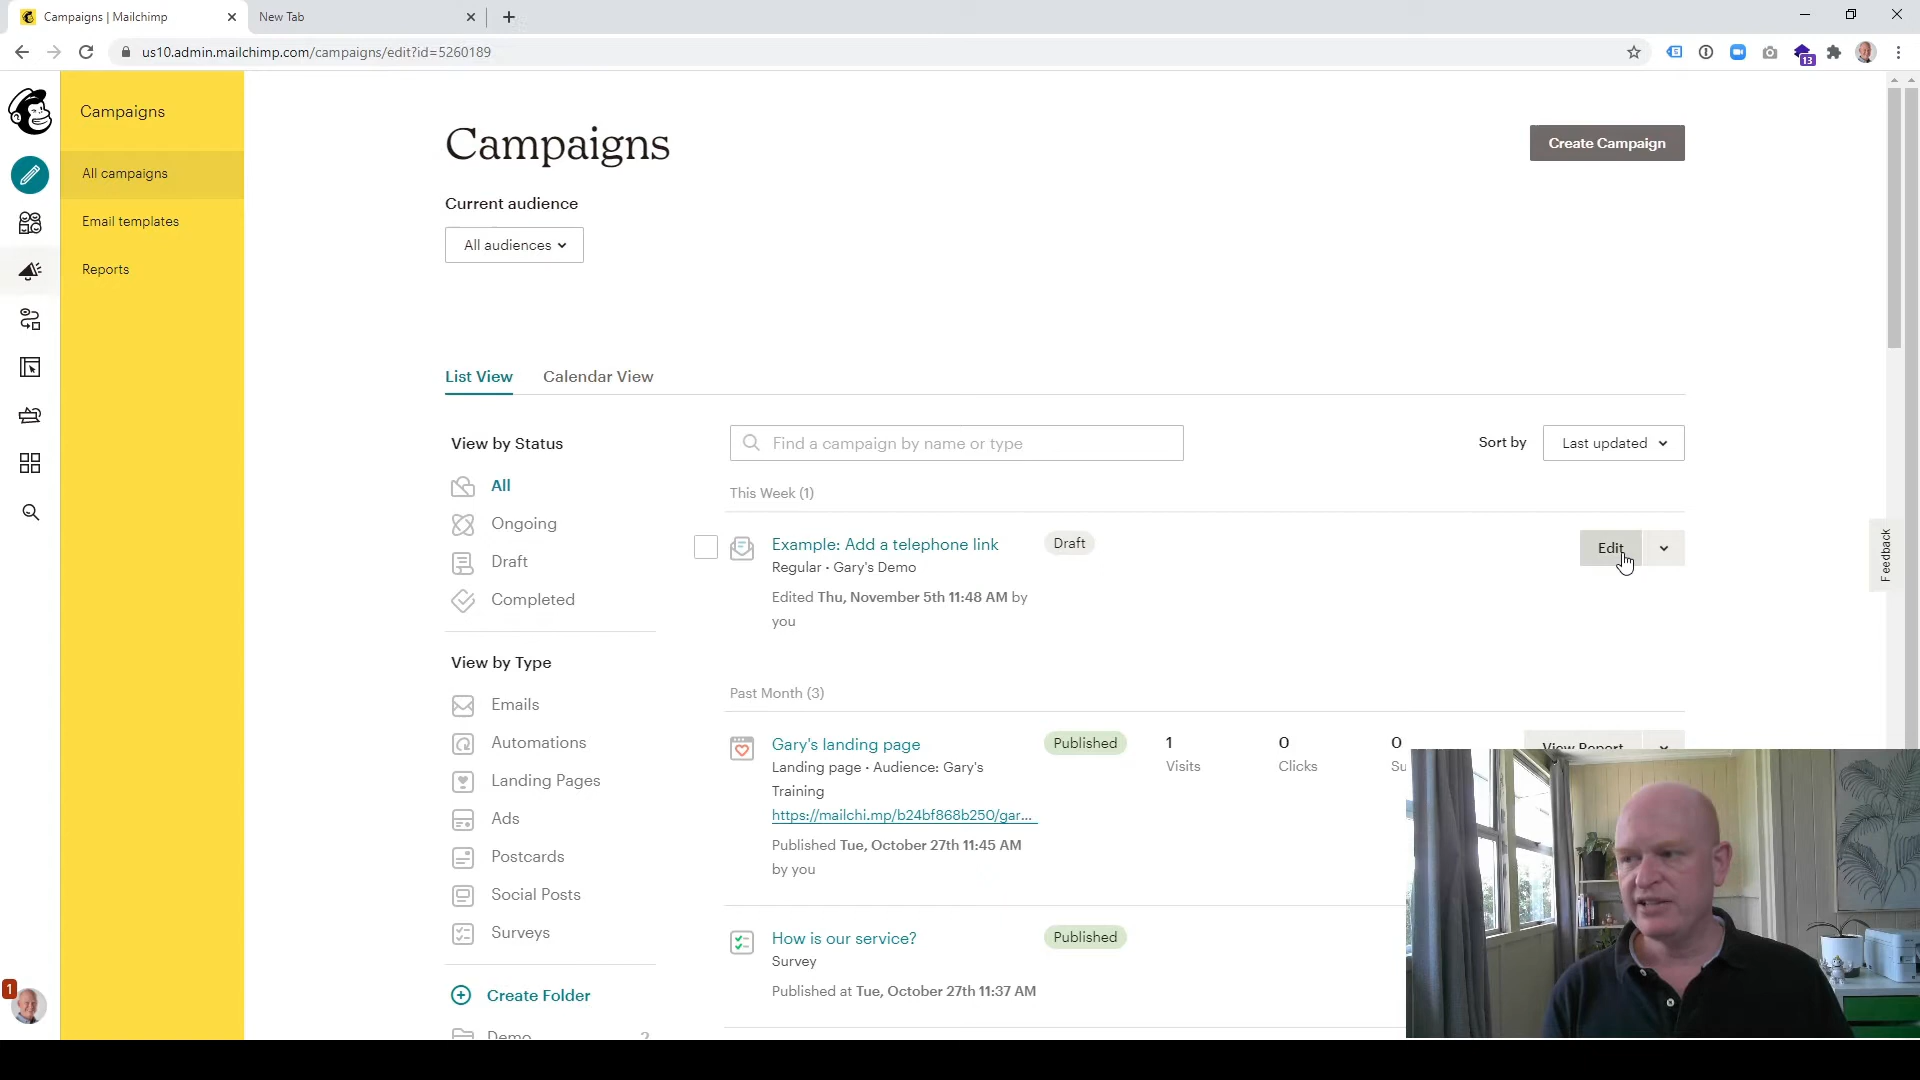 Campaigns | Mailchimp
New Tab
us10.admin.mailchimp.com/campaigns/edit?id=5260189
13
Campaigns
All campaigns
Email templates
Reports
Campaigns
Create Campaign
Current audience
All audiences
List View
Calendar View
View by Status
All
Ongoing
Draft
Completed
View by Type
Emails
Automations
Landing Pages
Ads
Postcards
Social Posts
Surveys
Create Folder
Demo 2
Find a campaign by name or type
Sort by
Last updated
This Week (1)
Example: Add a telephone link
Draft
Edit
Regular · Gary's Demo
Edited Thu, November 5th 11:48 AM by
you
Past Month (3)
Gary's landing page
Published
1
0
0
View Report
Landing page · Audience: Gary's
Training
Visits
Clicks
Su
https://mailchi.mp/b24bf868b250/gar...
Published Tue, October 27th 11:45 AM
by you
How is our service?
Published
Survey
Published at Tue, October 27th 11:37 AM
Feedback
1